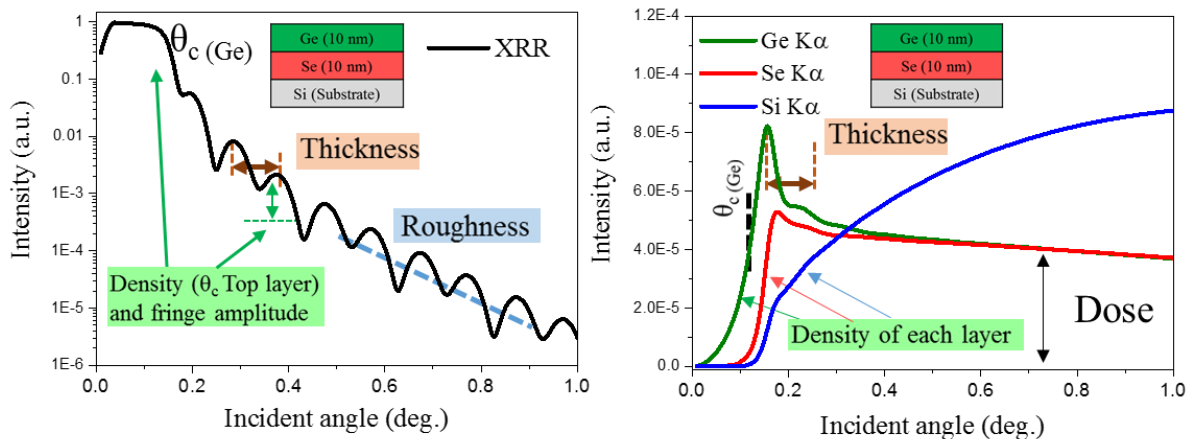 1
0.1
0.01
1E-3
1E-4
1E-5
1E-6
Intensity (a.u.)
θc (Ge)
Ge (10 nm)
Se (10 nm)
Si (Substrate)
XRR
Thickness
Roughness
Density (θc Top layer)
and fringe amplitude
0.0 0.2 0.4 0.6 0.8 1.0
Incident angle (deg.)
1.2E-4
1.0E-4
8.0E-5
6.0E-5
4.0E-5
2.0E-5
0.0
Intensity (a.u.)
Ge Kα
Se Kα
Si Kα
Ge (10 nm)
Se (10 nm)
Si (Substrate)
Thickness
θc (Ge)
Density of each layer
Dose
0.0 0.2 0.4 0.6 0.8 1.0
Incident angle (deg.)